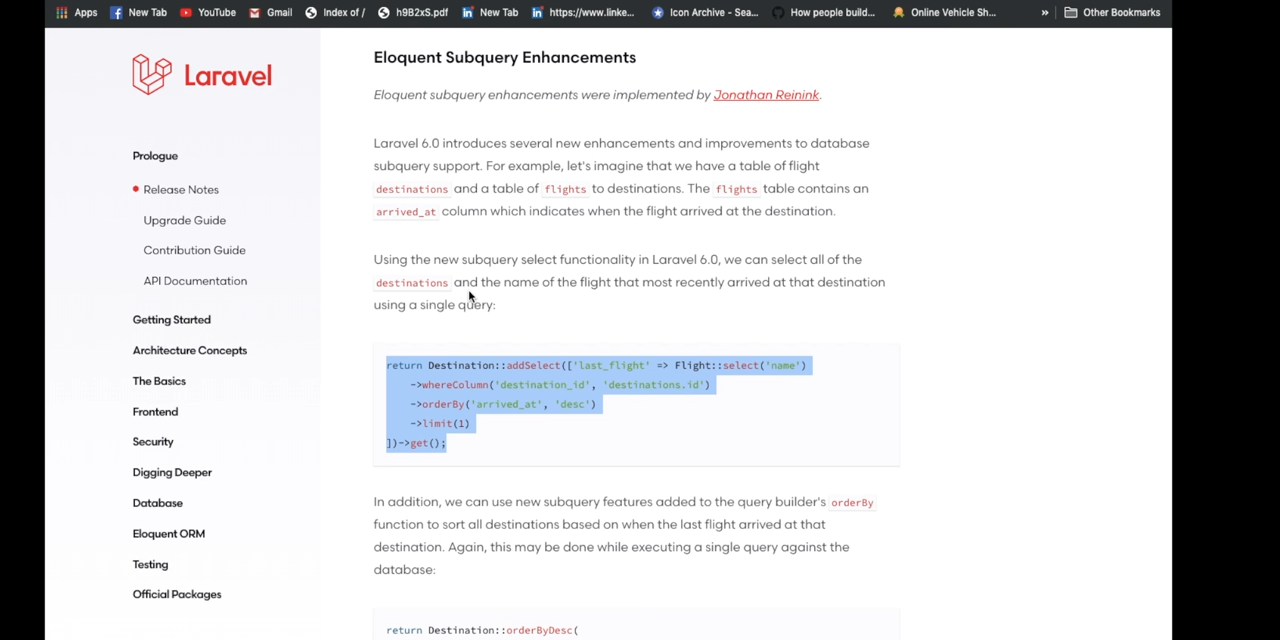 Apps
New Tab
YouTube
Gmail
Index of /
h9B2xS.pdf
New Tab
https://www.linke...
Icon Archive - Sea...
How people build...
Online Vehicle Sh...
»
Other Bookmarks
Laravel
Prologue
Release Notes
Upgrade Guide
Contribution Guide
API Documentation
Getting Started
Architecture Concepts
The Basics
Frontend
Security
Digging Deeper
Database
Eloquent ORM
Testing
Official Packages
Eloquent Subquery Enhancements
Eloquent subquery enhancements were implemented by Jonathan Reinink.
Laravel 6.0 introduces several new enhancements and improvements to database
subquery support. For example, let's imagine that we have a table of flight
destinations and a table of flights to destinations. The flights table contains an
arrived_at column which indicates when the flight arrived at the destination.
Using the new subquery select functionality in Laravel 6.0, we can select all of the
destinations and the name of the flight that most recently arrived at that destination
using a single query:
return Destination::addSelect(['last_flight' => Flight::select('name')
->whereColumn('destination_id', 'destinations.id')
->orderBy('arrived_at', 'desc')
->limit(1)
])->get();
In addition, we can use new subquery features added to the query builder's orderBy
function to sort all destinations based on when the last flight arrived at that
destination. Again, this may be done while executing a single query against the
database:
return Destination::orderByDesc(